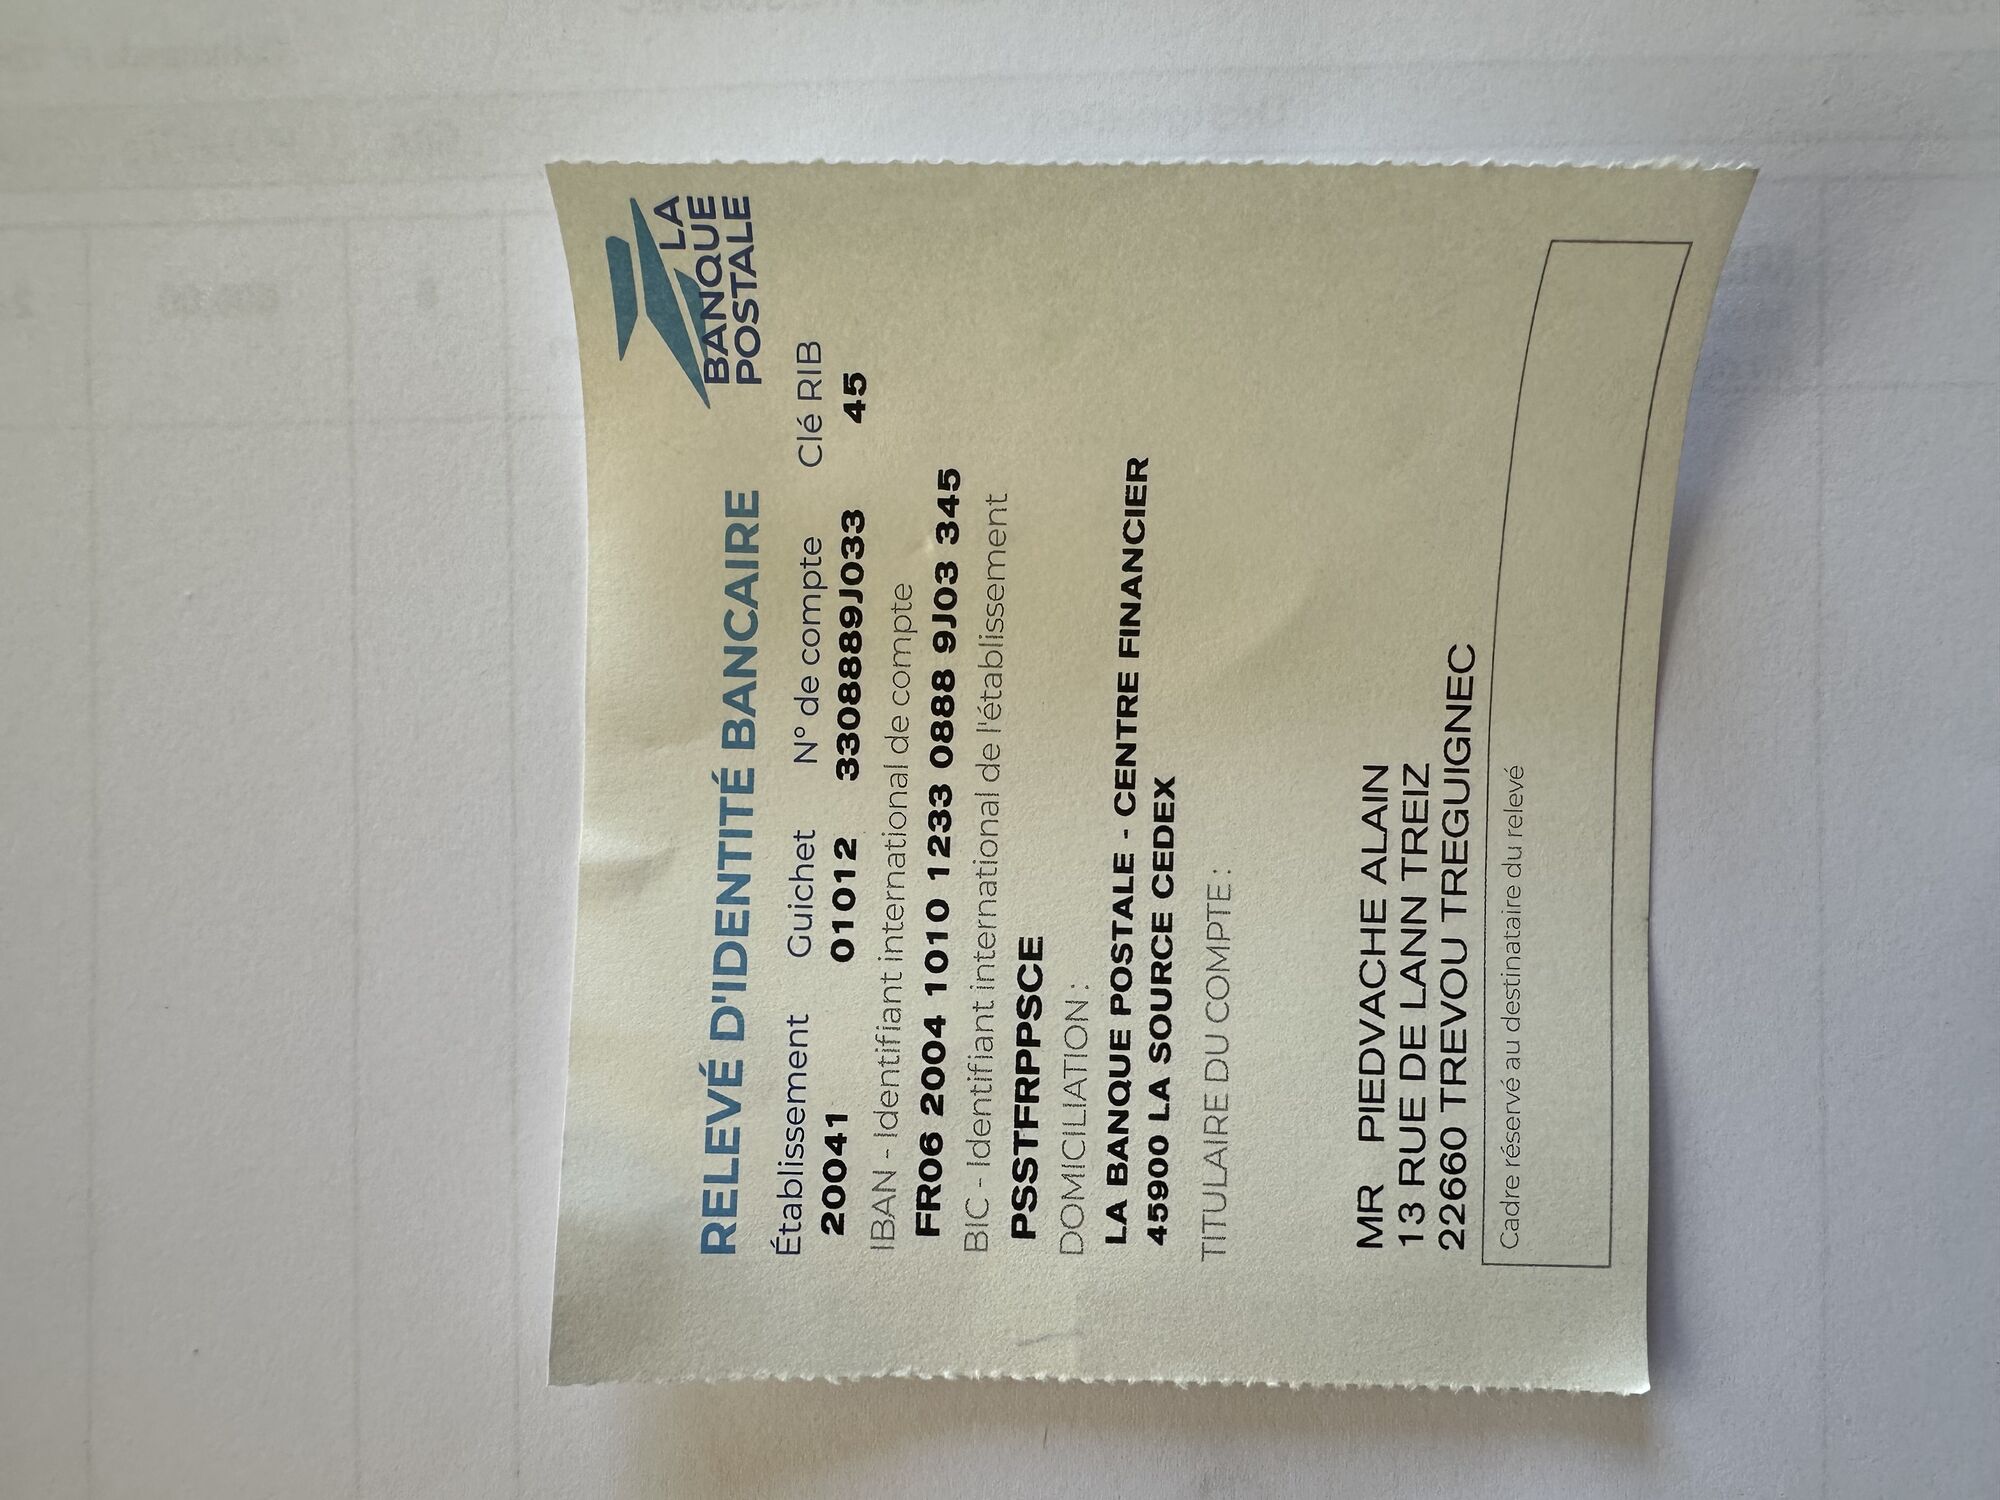 LA
BANQUE
POSTALE
RELEVÉ D'IDENTITÉ BANCAIRE
Établissement Guichet N° de compte Clé RIB
20041 01012 3308889J033 45
IBAN - Identifiant international de compte
FR06 2004 1010 1233 0888 9J03 345
BIC - Identifiant international de l'établissement
PSSTFRPPSCE
DOMICILIATION :
LA BANQUE POSTALE - CENTRE FINANCIER
45900 LA SOURCE CEDEX
TITULAIRE DU COMPTE :
MR PIEDVACHE ALAIN
13 RUE DE LANN TREIZ
22660 TREVOU TREGUIGNEC
Cadre réservé au destinataire du relevé